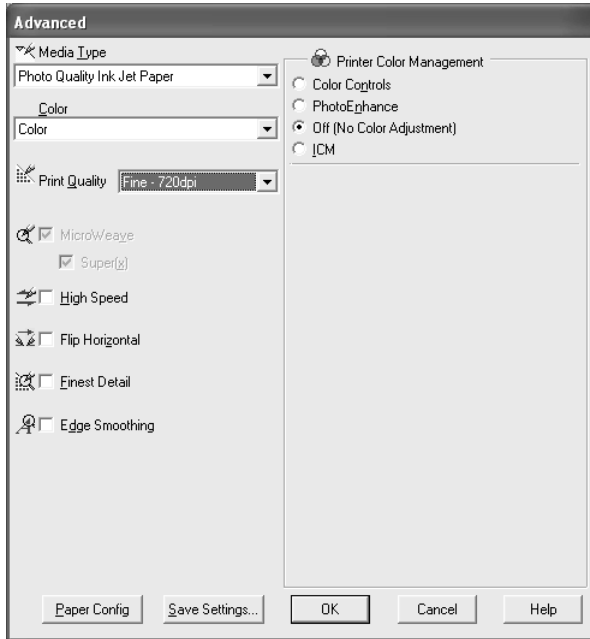 Advanced
Media Type
Photo Quality Ink Jet Paper
Color
Color
Print Quality Fine - 720dpi
MicroWeave
Super(x)
High Speed
Flip Horizontal
Finest Detail
Edge Smoothing
Printer Color Management
Color Controls
PhotoEnhance
Off (No Color Adjustment)
ICM
Paper Config Save Settings... OK Cancel Help